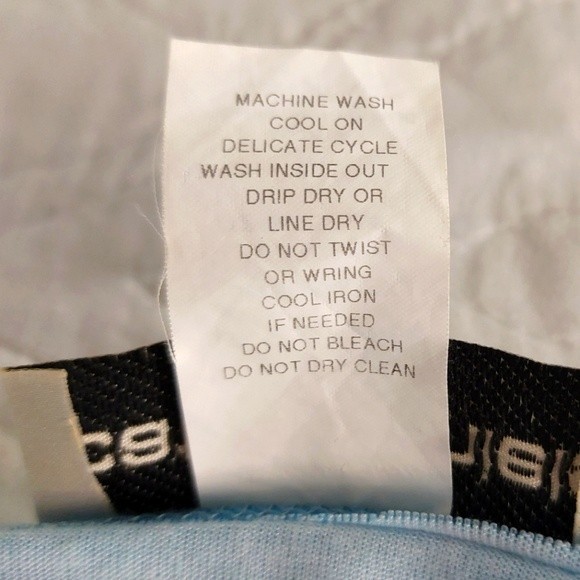 MACHINE WASH
COOL ON
DELICATE CYCLE
WASH INSIDE OUT
DRIP DRY OR
LINE DRY
DO NOT TWIST
OR WRING
COOL IRON
IF NEEDED
DO NOT BLEACH
DO NOT DRY CLEAN